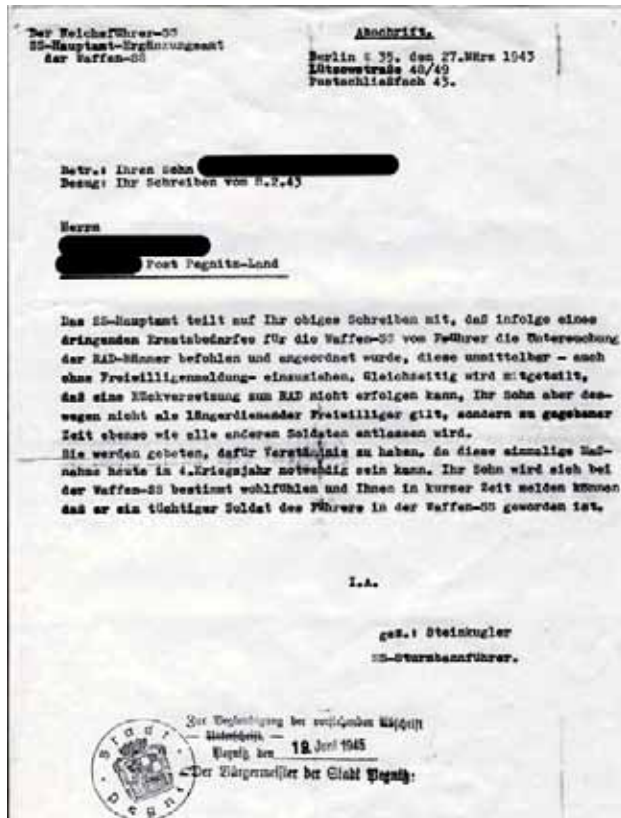 Der Reichsführer-SS
SS-Hauptamt-Ergänzungsamt
der Waffen-SS
Abschrift.
Berlin W 35, den 27.März 1943
Lützowstraße 48/49
Postschließfach 43.
Betr.: Ihren Sohn
Bezug: Ihr Schreiben vom 8.2.43
Herrn
Post Pegnitz-Land
Das SS-Hauptamt teilt auf Ihr obiges Schreiben mit, daß infolge eines
dringenden Ersatzbedarfes für die Waffen-SS vom Feührer die Untersuchung
der RAD-Männer befohlen und angeordnet wurde, diese unmittelbar - auch
ohne Freiwilligenmeldung- einzuziehen. Gleichzeitig wird mitgeteilt,
daß eine Rückversetzung zum RAD nicht erfolgen kann, Ihr Sohn aber des-
wegen nicht als längerdienender Freiwilliger gilt, sondern zu gegebener
Zeit ebenso wie alle anderen Soldaten entlassen wird.
Sie werden gebeten, dafür Verständnis zu haben, da diese einmalige Maß-
nahme heute in 4.Kriegsjahr notwendig sein kann. Ihr Sohn wird sich bei
der Waffen-SS bestimmt wohlfühlen und Ihnen in kurzer Zeit melden können
daß er ein tüchtiger Soldat des Führers in der Waffen-SS geworden ist.
I.A.
gez.: Steinkugler
SS-Sturmbannführer.
Zur Beglaubigung der vorstehenden Abschrift
Unterschrift. —
Pegnitz, den 19. Juni 1945
Der Bürgermeister der Stadt Pegnitz:
Stadt
Pegni